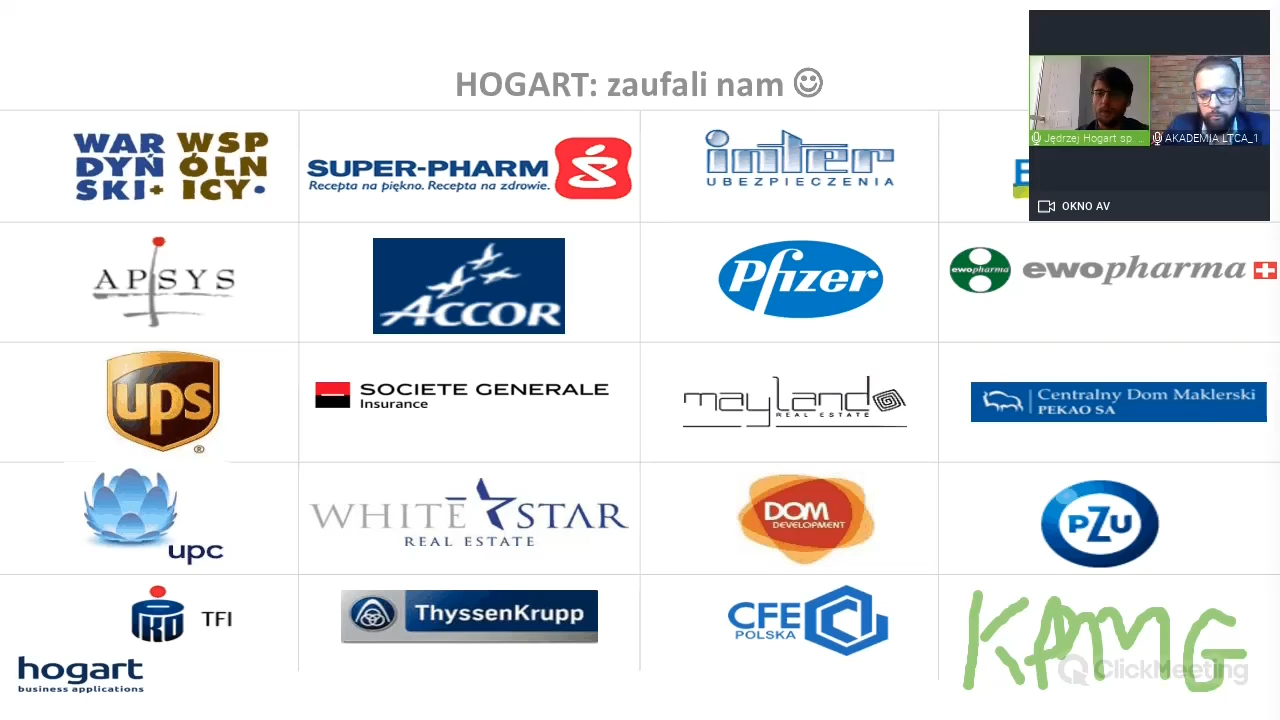 HOGART: zaufali nam ☺
Jędrzej Hogart sp. ...
AKADEMIA LTCA_1
OKNO AV
WAR WSP
DYŃ ÓLN
SKI+ ICY•
SUPER-PHARM
Recepta na piękno. Recepta na zdrowie.
inter
UBEZPIECZENIA
APSYS
ACCOR
Pfizer
ewopharma
ewopharma
ups
®
SOCIETE GENERALE
Insurance
mayland
REAL ESTATE
Centralny Dom Maklerski
PEKAO SA
upc
WHITE STAR
REAL ESTATE
DOM
DEVELOPMENT
PZU
PKO TFI
ThyssenKrupp
CFE
POLSKA
KPMG
ClickMeeting
hogart
business applications